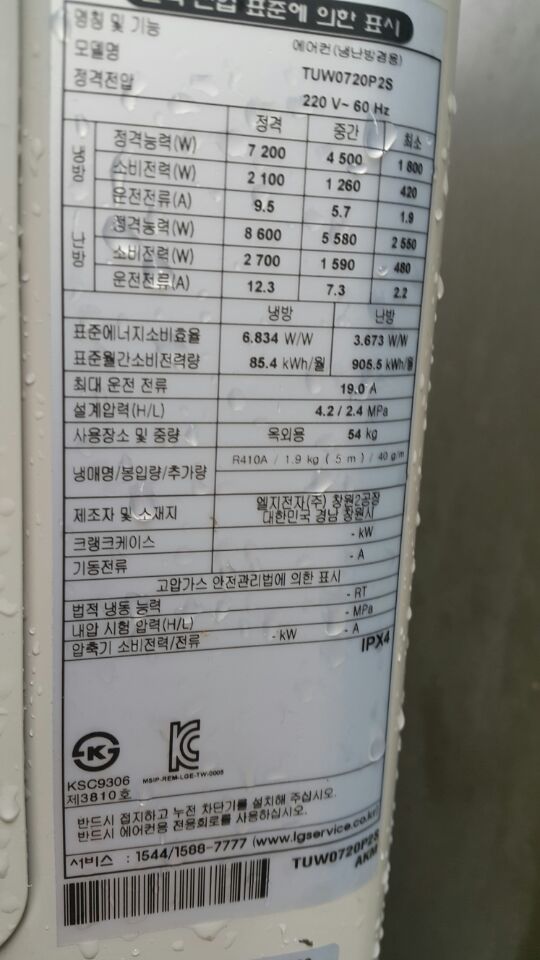 표준에 의한 표시
명칭 및 기능 에어컨(냉난방겸용)
모델명 TUW0720P2S
정격전압 220 V~ 60 Hz
정격 중간 최소
냉방 정격능력(W) 7 200 4 500 1 800
소비전력(W) 2 100 1 260 420
운전전류(A) 9.5 5.7 1.9
난방 정격능력(W) 8 600 5 580 2 550
소비전력(W) 2 700 1 590 480
운전전류(A) 12.3 7.3 2.2
냉방 난방
표준에너지소비효율 6.834 W/W 3.673 W/W
표준월간소비전력량 85.4 kWh/월 905.5 kWh/월
최대 운전 전류 19.0 A
설계압력(H/L) 4.2 / 2.4 MPa
사용장소 및 중량 옥외용 54 kg
냉매명/봉입량/추가량 R410A / 1.9 kg ( 5 m ) / 40 g/m
제조자 및 소재지 엘지전자(주) 창원2공장
대한민국 경남 창원시
크랭크케이스 - kW
기동전류 - A
고압가스 안전관리법에 의한 표시
법적 냉동 능력 - RT
내압 시험 압력(H/L) - MPa
압축기 소비전력/전류 - kW - A
IPX4
KSC9306
제3810호
MSIP-REM-LGE-TW-0005
반드시 접지하고 누전 차단기를 설치해 주십시오.
반드시 에어컨용 전용회로를 사용하십시오.
서비스 : 1544/1588-7777 (www.lgservice.co.kr)
TUW0720P2S
AKM